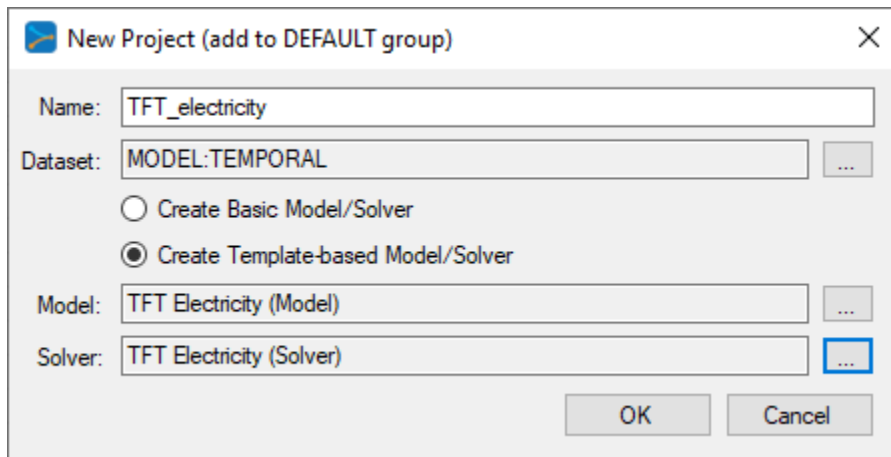 New Project (add to DEFAULT group)
Name: TFT_electricity
Dataset: MODEL:TEMPORAL ...
Create Basic Model/Solver
Create Template-based Model/Solver
Model: TFT Electricity (Model) ...
Solver: TFT Electricity (Solver) ...
OK Cancel